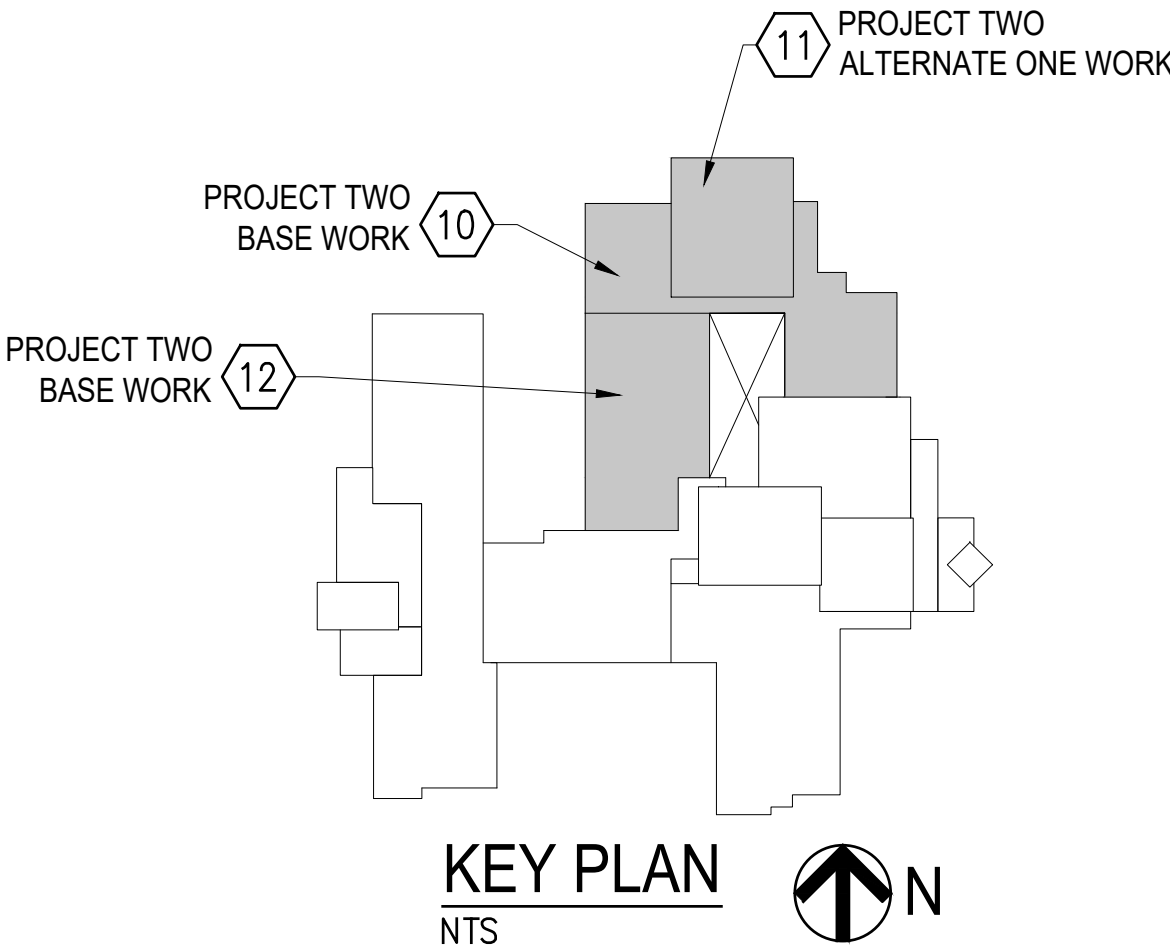 11
PROJECT TWO
ALTERNATE ONE WORK
PROJECT TWO
BASE WORK
10
PROJECT TWO
BASE WORK
12
KEY PLAN
NTS
N